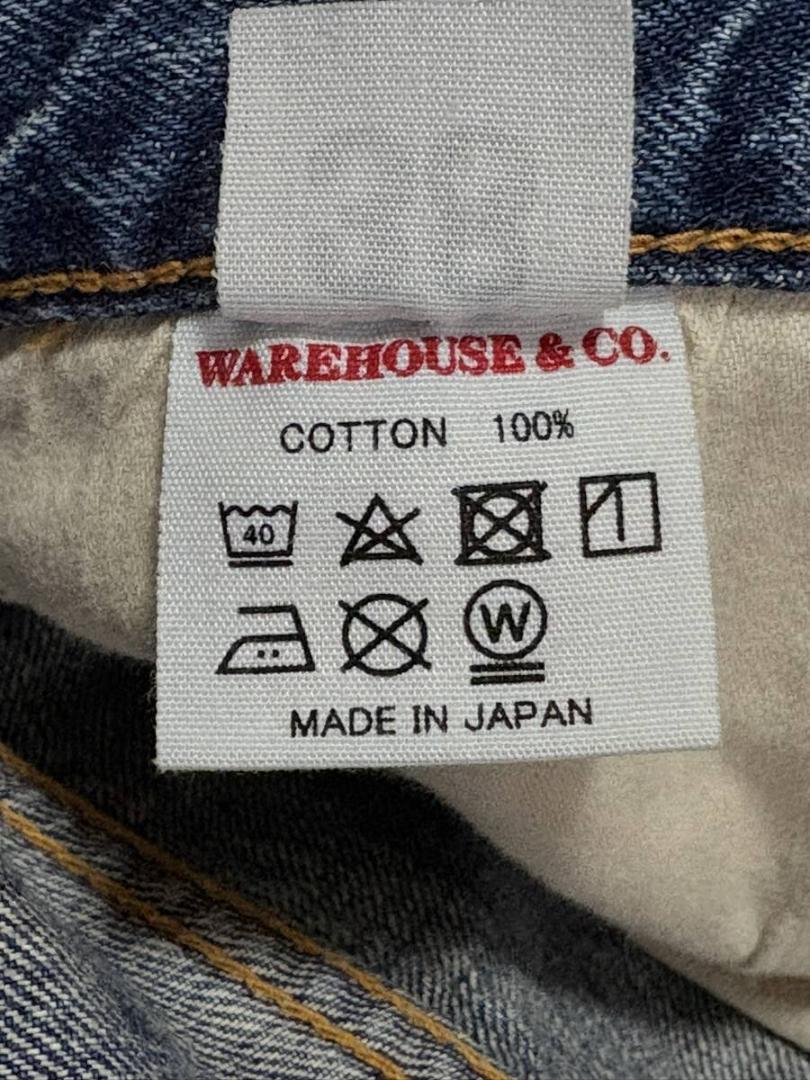 WAREHOUSE & CO.
COTTON 100%
40
W
MADE IN JAPAN